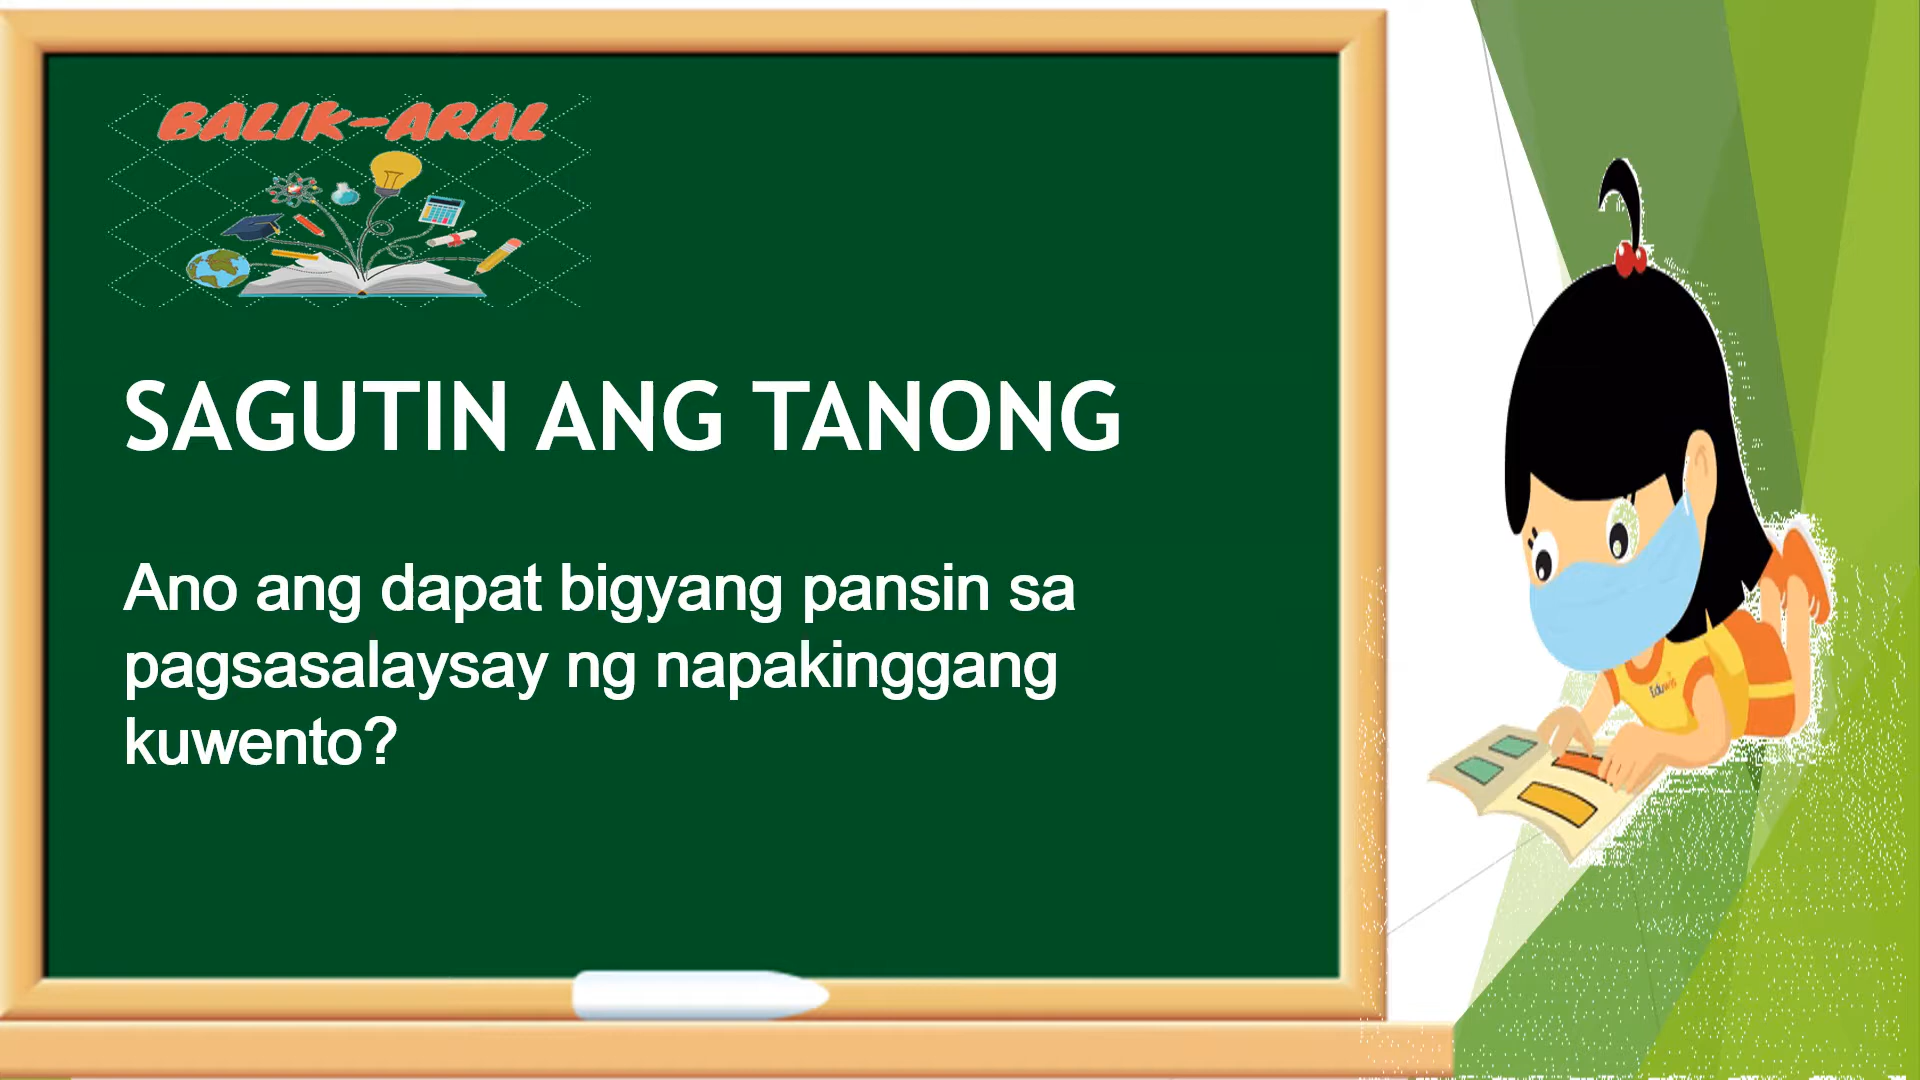 BALIK-ARAL
SAGUTIN ANG TANONG
Ano ang dapat bigyang pansin sa
pagsasalaysay ng napakinggang
kuwento?